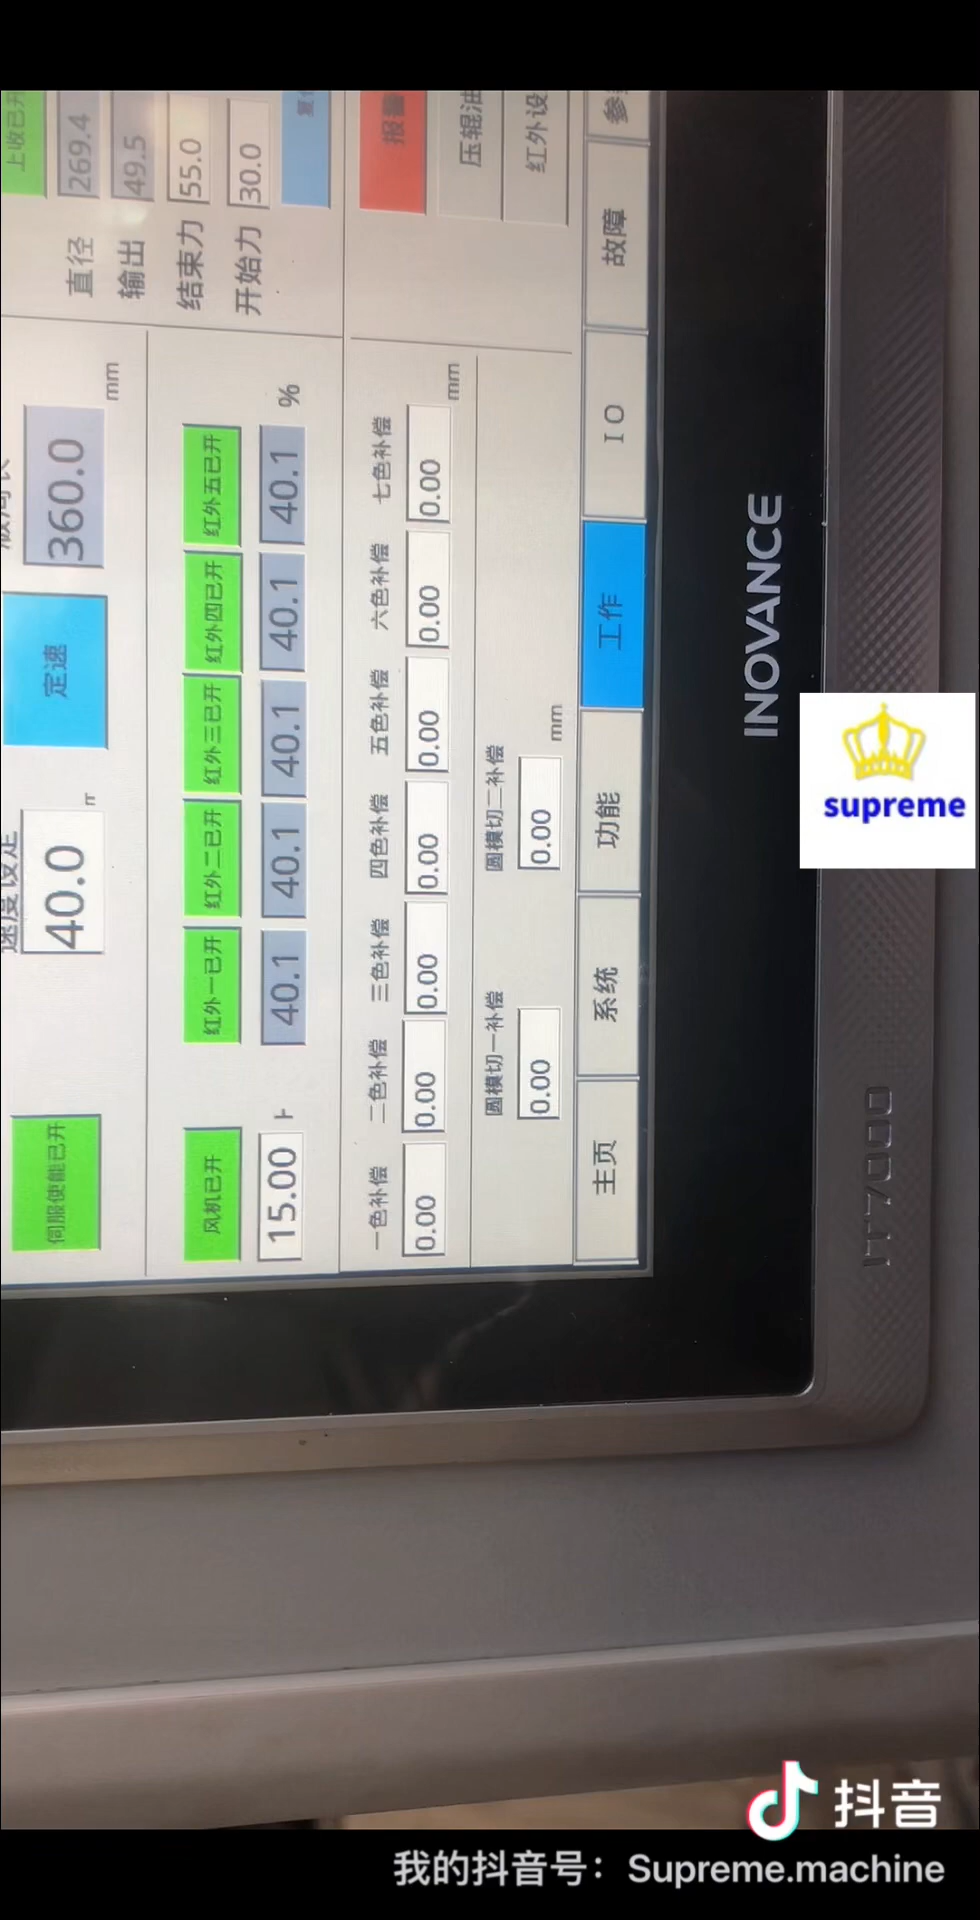 上收已开
直径 269.4
输出 49.5
结束力 55.0
开始力 30.0
360.0 mm
定速
速度设定
40.0
伺服使能已开
风机已开 红外一已开 红外二已开 红外三已开 红外四已开 红外五已开
15.00 40.1 40.1 40.1 40.1 40.1 %
一色补偿 二色补偿 三色补偿 四色补偿 五色补偿 六色补偿 七色补偿
0.00 0.00 0.00 0.00 0.00 0.00 0.00 mm
圆模切一补偿 圆模切二补偿
0.00 0.00 mm
报警
压辊油
红外设
主页 系统 功能 工作 IO 故障 参
INOVANCE
IT7000
supreme
抖音
我的抖音号：Supreme.machine